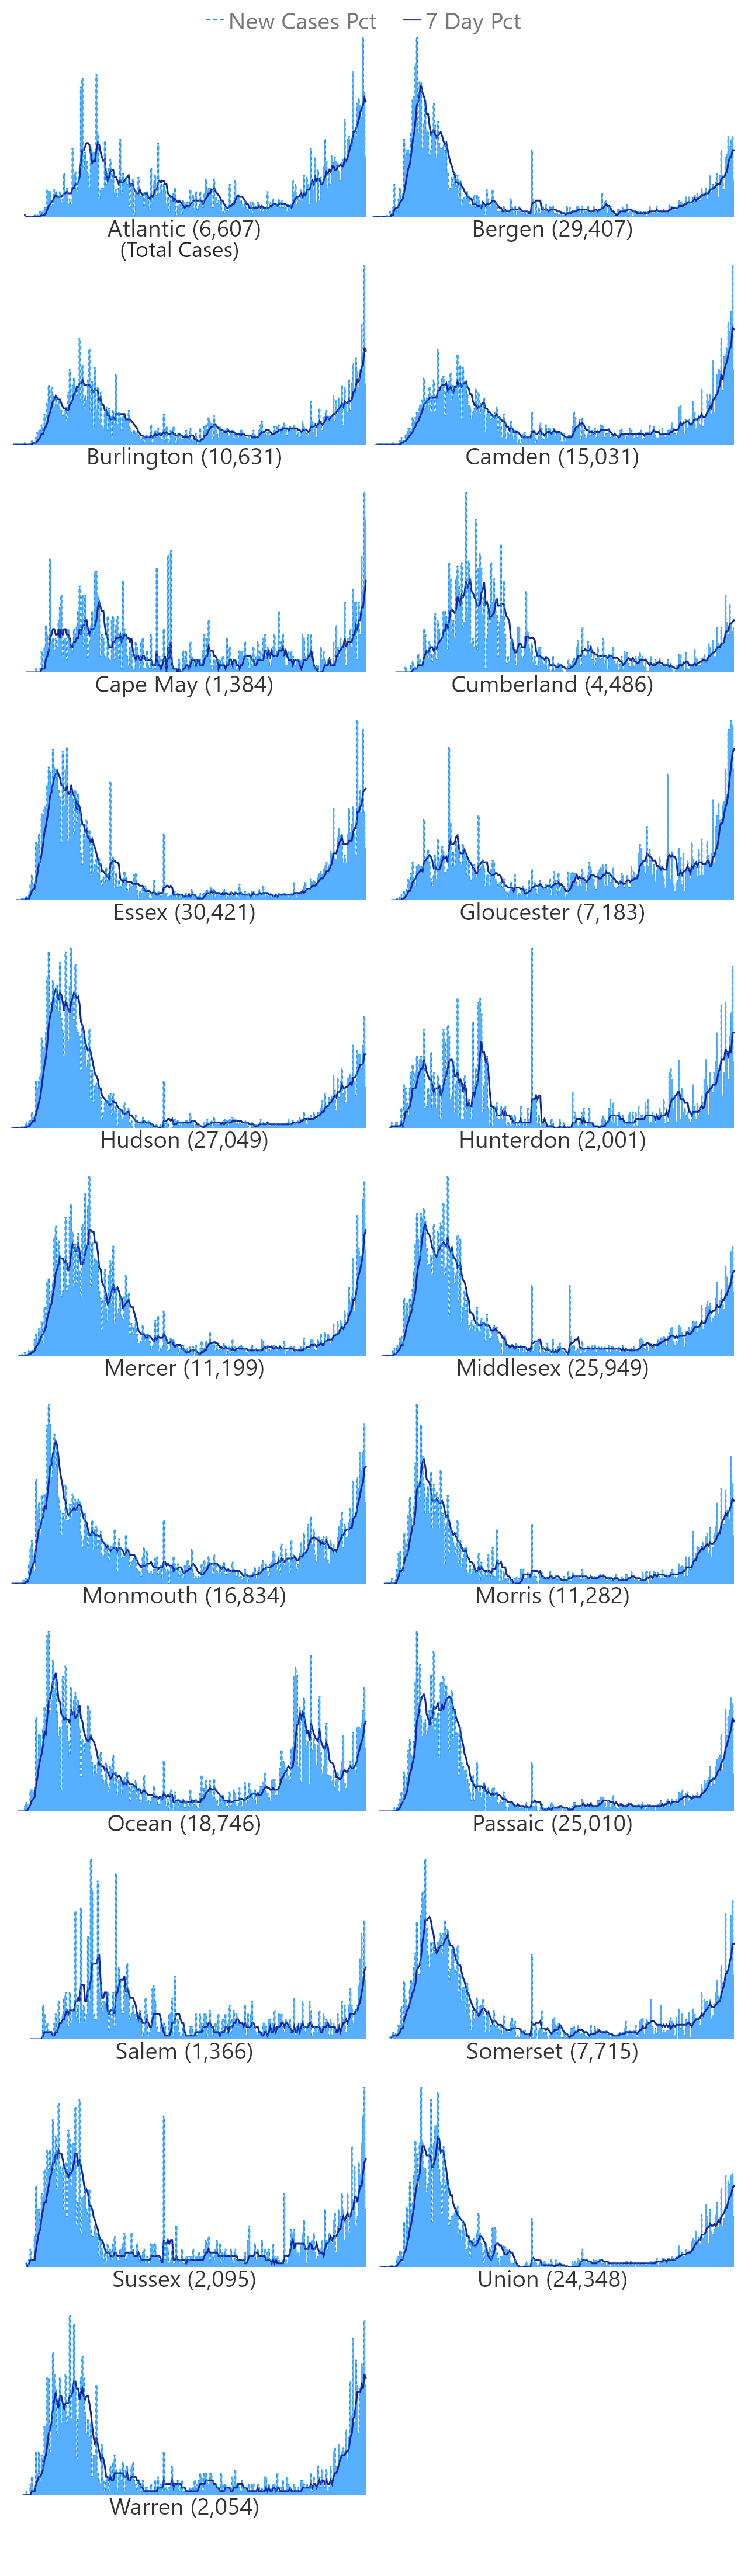 New Cases Pct 7 Day Pct
Atlantic (6,607)
(Total Cases)
Bergen (29,407)
Burlington (10,631)
Camden (15,031)
Cape May (1,384)
Cumberland (4,486)
Essex (30,421)
Gloucester (7,183)
Hudson (27,049)
Hunterdon (2,001)
Mercer (11,199)
Middlesex (25,949)
Monmouth (16,834)
Morris (11,282)
Ocean (18,746)
Passaic (25,010)
Salem (1,366)
Somerset (7,715)
Sussex (2,095)
Union (24,348)
Warren (2,054)